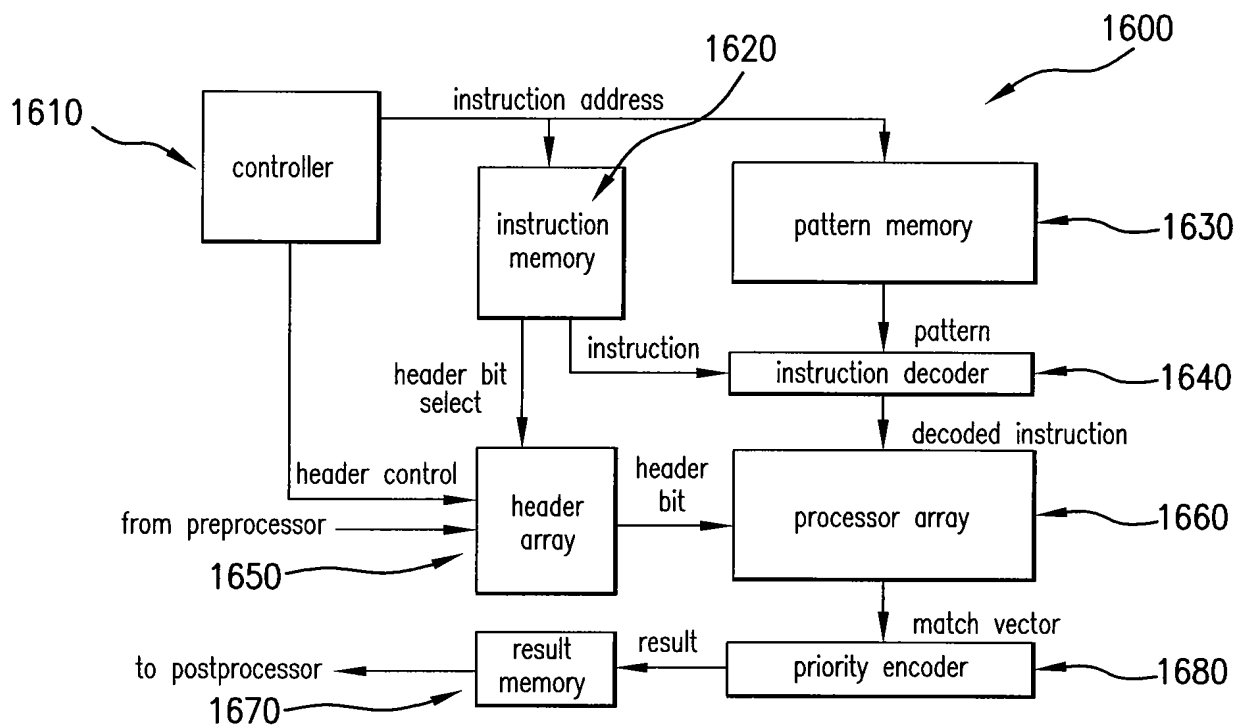 1600
1620
1610
instruction address
controller
instruction
memory
pattern memory
1630
pattern
instruction
header bit
select
instruction decoder
1640
decoded instruction
header control
header
bit
from preprocessor
header
array
processor array
1660
1650
match vector
result
to postprocessor
result
memory
priority encoder
1680
1670